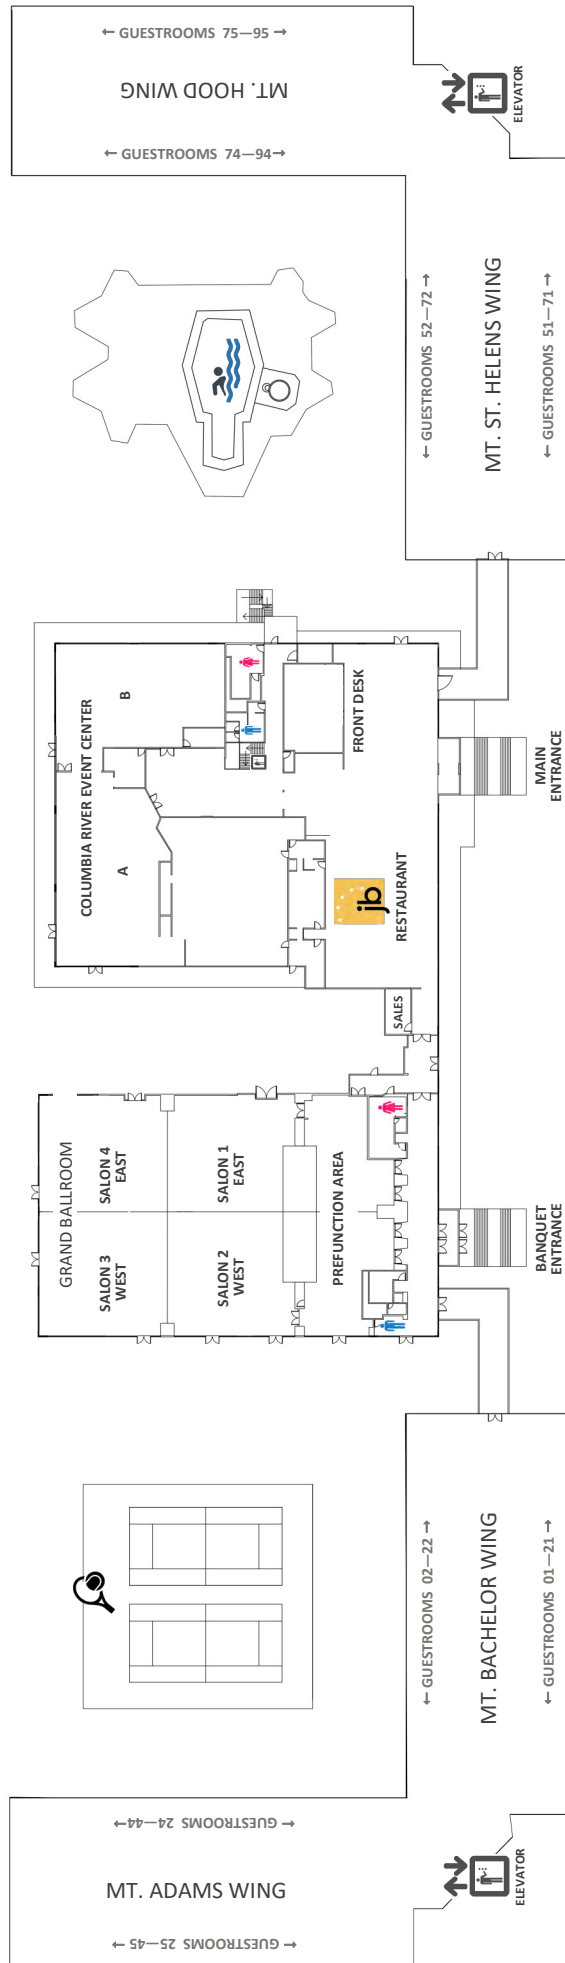 ← GUESTROOMS 75—95 →
MT. HOOD WING
← GUESTROOMS 74—94 →
ELEVATOR
← GUESTROOMS 52—72 →
MT. ST. HELENS WING
← GUESTROOMS 51—71 →
COLUMBIA RIVER EVENT CENTER
A
B
FRONT DESK
MAIN
ENTRANCE
jb
RESTAURANT
SALES
GRAND BALLROOM
SALON 4
EAST
SALON 3
WEST
SALON 1
EAST
SALON 2
WEST
PREFUNCTION AREA
BANQUET
ENTRANCE
← GUESTROOMS 02—22 →
MT. BACHELOR WING
← GUESTROOMS 01—21 →
← GUESTROOMS 24—44 →
MT. ADAMS WING
← GUESTROOMS 25—45 →
ELEVATOR